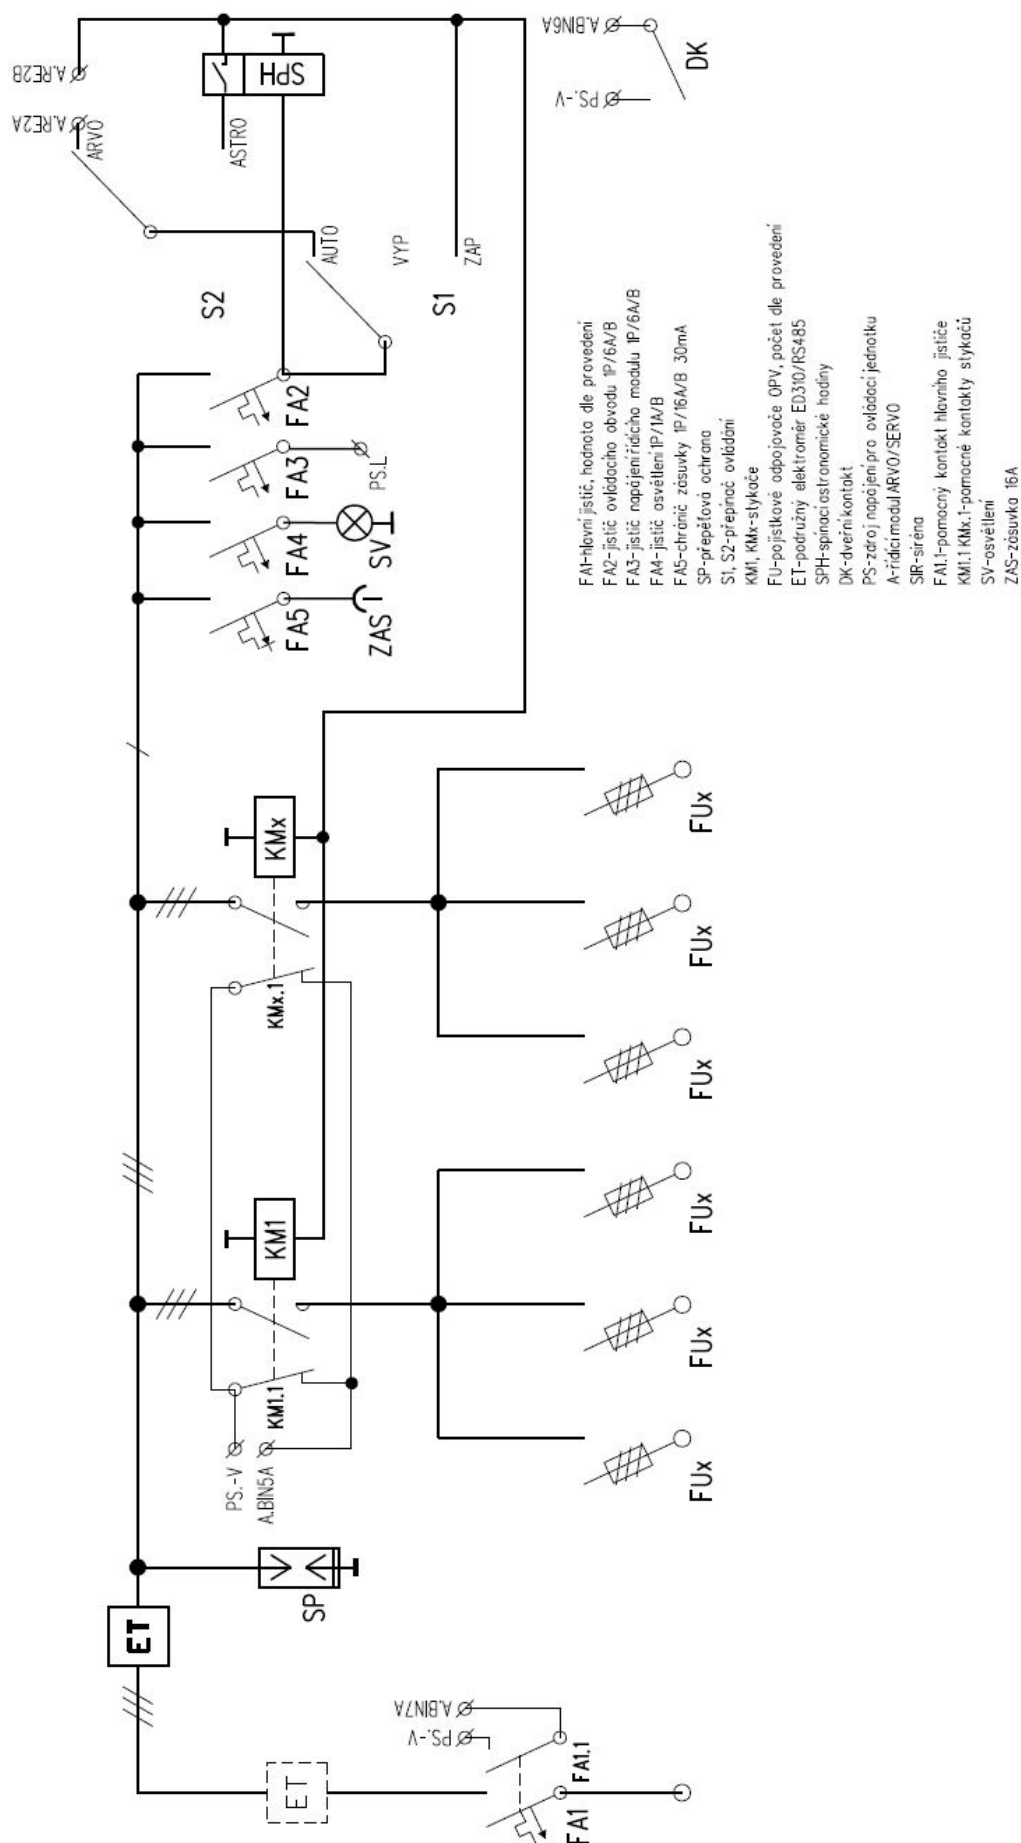 A.RE2B
A.RE2A
ARVO
SPH
ASTRO
A.BIN6A
PS.-V
DK
AUTO
VYP
ZAP
S2
S1
FA2
FA3
PS.L
FA4
SV
FA5
ZAS
KMx
KMx.1
FUx
FUx
FUx
KM1
KM1.1
PS.-V
A.BIN5A
FUx
FUx
FUx
SP
ET
ET
A.BIN7A
PS.-V
FA1.1
FA1
FA1-hlavní jistič, hodnota dle provedení
FA2-jistič ovládacího obvodu 1P/6A/B
FA3-jistič napájení řídícího modulu 1P/6A/B
FA4-jistič osvětlení 1P/1A/B
FA5-chránič zásuvky 1P/16A/B 30mA
SP-přepěťová ochrana
S1, S2-přepínač ovládání
KM1, KMx-stykače
FU-pojistkové odpojovače OPV, počet dle provedení
ET-podružný elektroměr ED310/RS485
SPH-spínací astronomické hodiny
DK-dveřní kontakt
PS-zdroj napájení pro ovládací jednotku
A-řídící modul ARVO/SERVO
SIR-siréna
FA1.1-pomocný kontakt hlavního jističe
KM1.1 KMx.1-pomocné kontakty stykačů
SV-osvětlení
ZAS-zásuvka 16A